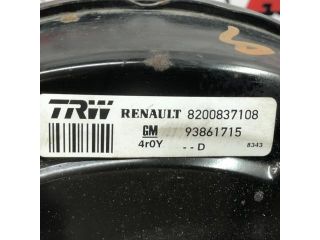 TRW RENAULT 8200837108
GM 93861715
4r0Y -- D 8343